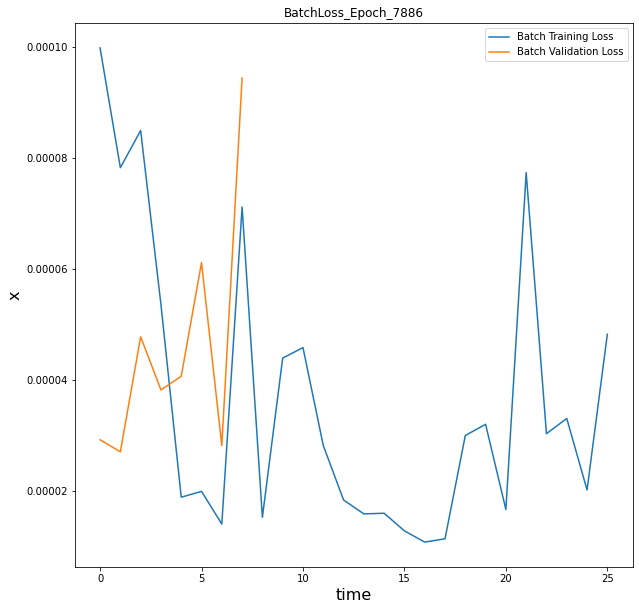 BatchLoss_Epoch_7886
Batch Training Loss
Batch Validation Loss
0.00010
0.00008
0.00006
0.00004
0.00002
x
0 5 10 15 20 25
time